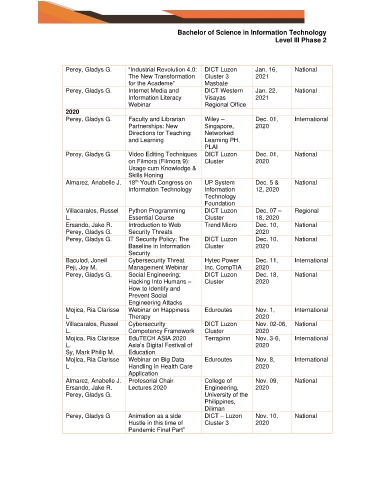 Bachelor of Science in Information Technology
Level III Phase 2
Perey, Gladys G. "Industrial Revolution 4.0: DICT Luzon Jan. 16, National
The New Transformation Cluster 3 2021
for the Academe" Masbate
Perey, Gladys G. Internet Media and DICT Western Jan. 22, National
Information Literacy Visayas 2021
Webinar Regional Office
2020
Perey, Gladys G. Faculty and Librarian Wiley – Dec. 01, International
Partnerships: New Singapore, 2020
Directions for Teaching Networked
and Learning Learning PH,
PLAI
Perey, Gladys G. Video Editing Techniques DICT Luzon Dec. 01, National
on Filmora (Filmora 9): Cluster 2020
Usage cum Knowledge &
Skills Honing
Almarez, Anabelle J. 18th Youth Congress on UP System Dec. 5 & National
Information Technology Information 12, 2020
Technology
Foundation
Villacaralos, Russel Python Programming DICT Luzon Dec. 07 – Regional
L. Essential Course Cluster 18, 2020
Ersando, Jake R. Introduction to Web Trend Micro Dec. 10, National
Perey, Gladys G. Security Threats 2020
Perey, Gladys G. IT Security Policy: The DICT Luzon Dec. 10, National
Baseline in Information Cluster 2020
Security
Baculod, Joneil Cybersecurity Threat Hytec Power Dec. 11, International
Peji, Joy M. Management Webinar Inc. CompTIA 2020
Perey, Gladys G. Social Engineering: DICT Luzon Dec. 18, National
Hacking Into Humans – Cluster 2020
How to Identify and
Prevent Social
Engineering Attacks
Mojica, Ria Clarisse Webinar on Happiness Eduroutes Nov. 1, International
L Therapy 2020
Villacaralos, Russel Cybersecurity DICT Luzon Nov. 02-06, National
L. Competency Framework Cluster 2020
Mojica, Ria Clarisse EduTECH ASIA 2020 Terrapinn Nov. 3-6, International
L. Asia's Digital Festival of 2020
Sy, Mark Philip M. Education
Mojica, Ria Clarisse Webinar on Big Data Eduroutes Nov. 8, International
L Handling in Health Care 2020
Application
Almarez, Anabelle J. Professorial Chair College of Nov. 09, National
Ersando, Jake R. Lectures 2020 Engineering, 2020
Perey, Gladys G. University of the
Philippines,
Diliman
Perey, Gladys G Animation as a side DICT – Luzon Nov. 10, National
Hustle in this time of Cluster 3 2020
Pandemic Final Part"